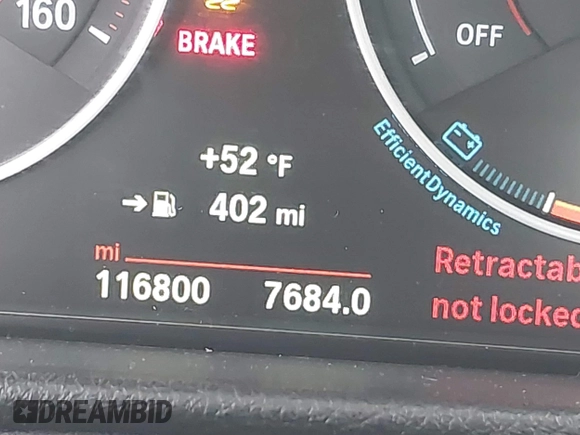 160
BRAKE
OFF
+52 °F
402 mi
EfficientDynamics
mi
116800 7684.0
Retractab
not locked
DREAMBID